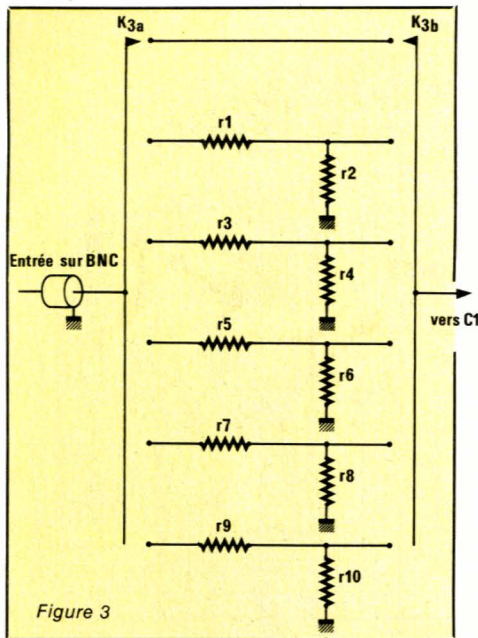 K3a
K3b
r1
r2
r3
Entrée sur BNC
r4
vers C1
r5
r6
r7
r8
r9
r10
Figure 3